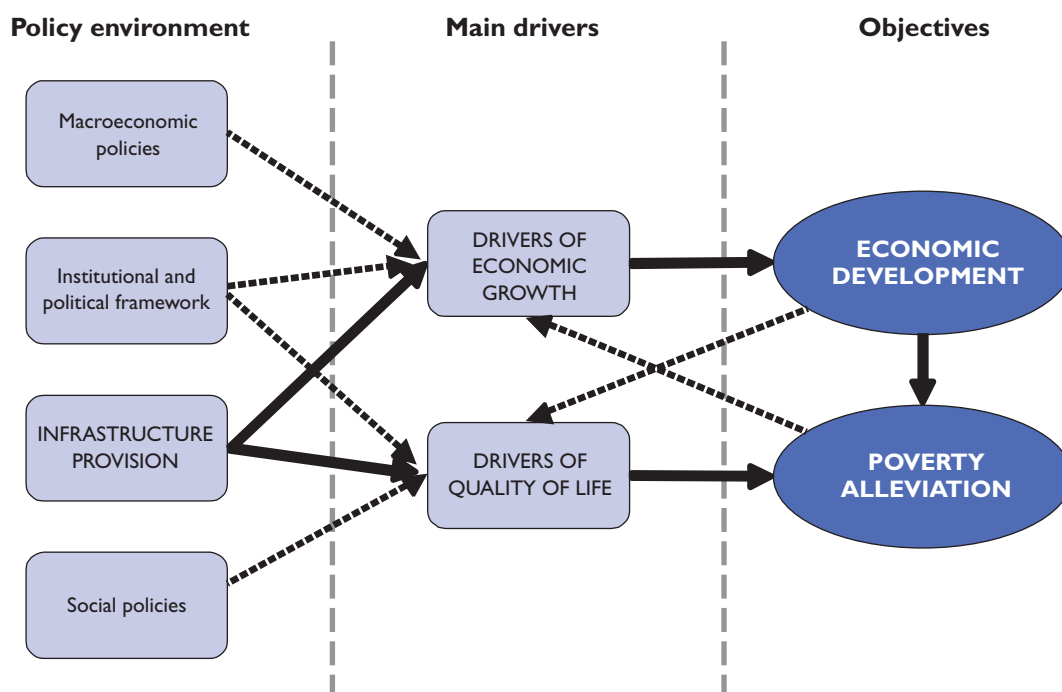 Policy environment
Main drivers
Objectives
Macroeconomic
policies
Institutional and
political framework
INFRASTRUCTURE
PROVISION
Social policies
DRIVERS OF
ECONOMIC
GROWTH
DRIVERS OF
QUALITY OF LIFE
ECONOMIC
DEVELOPMENT
POVERTY
ALLEVIATION